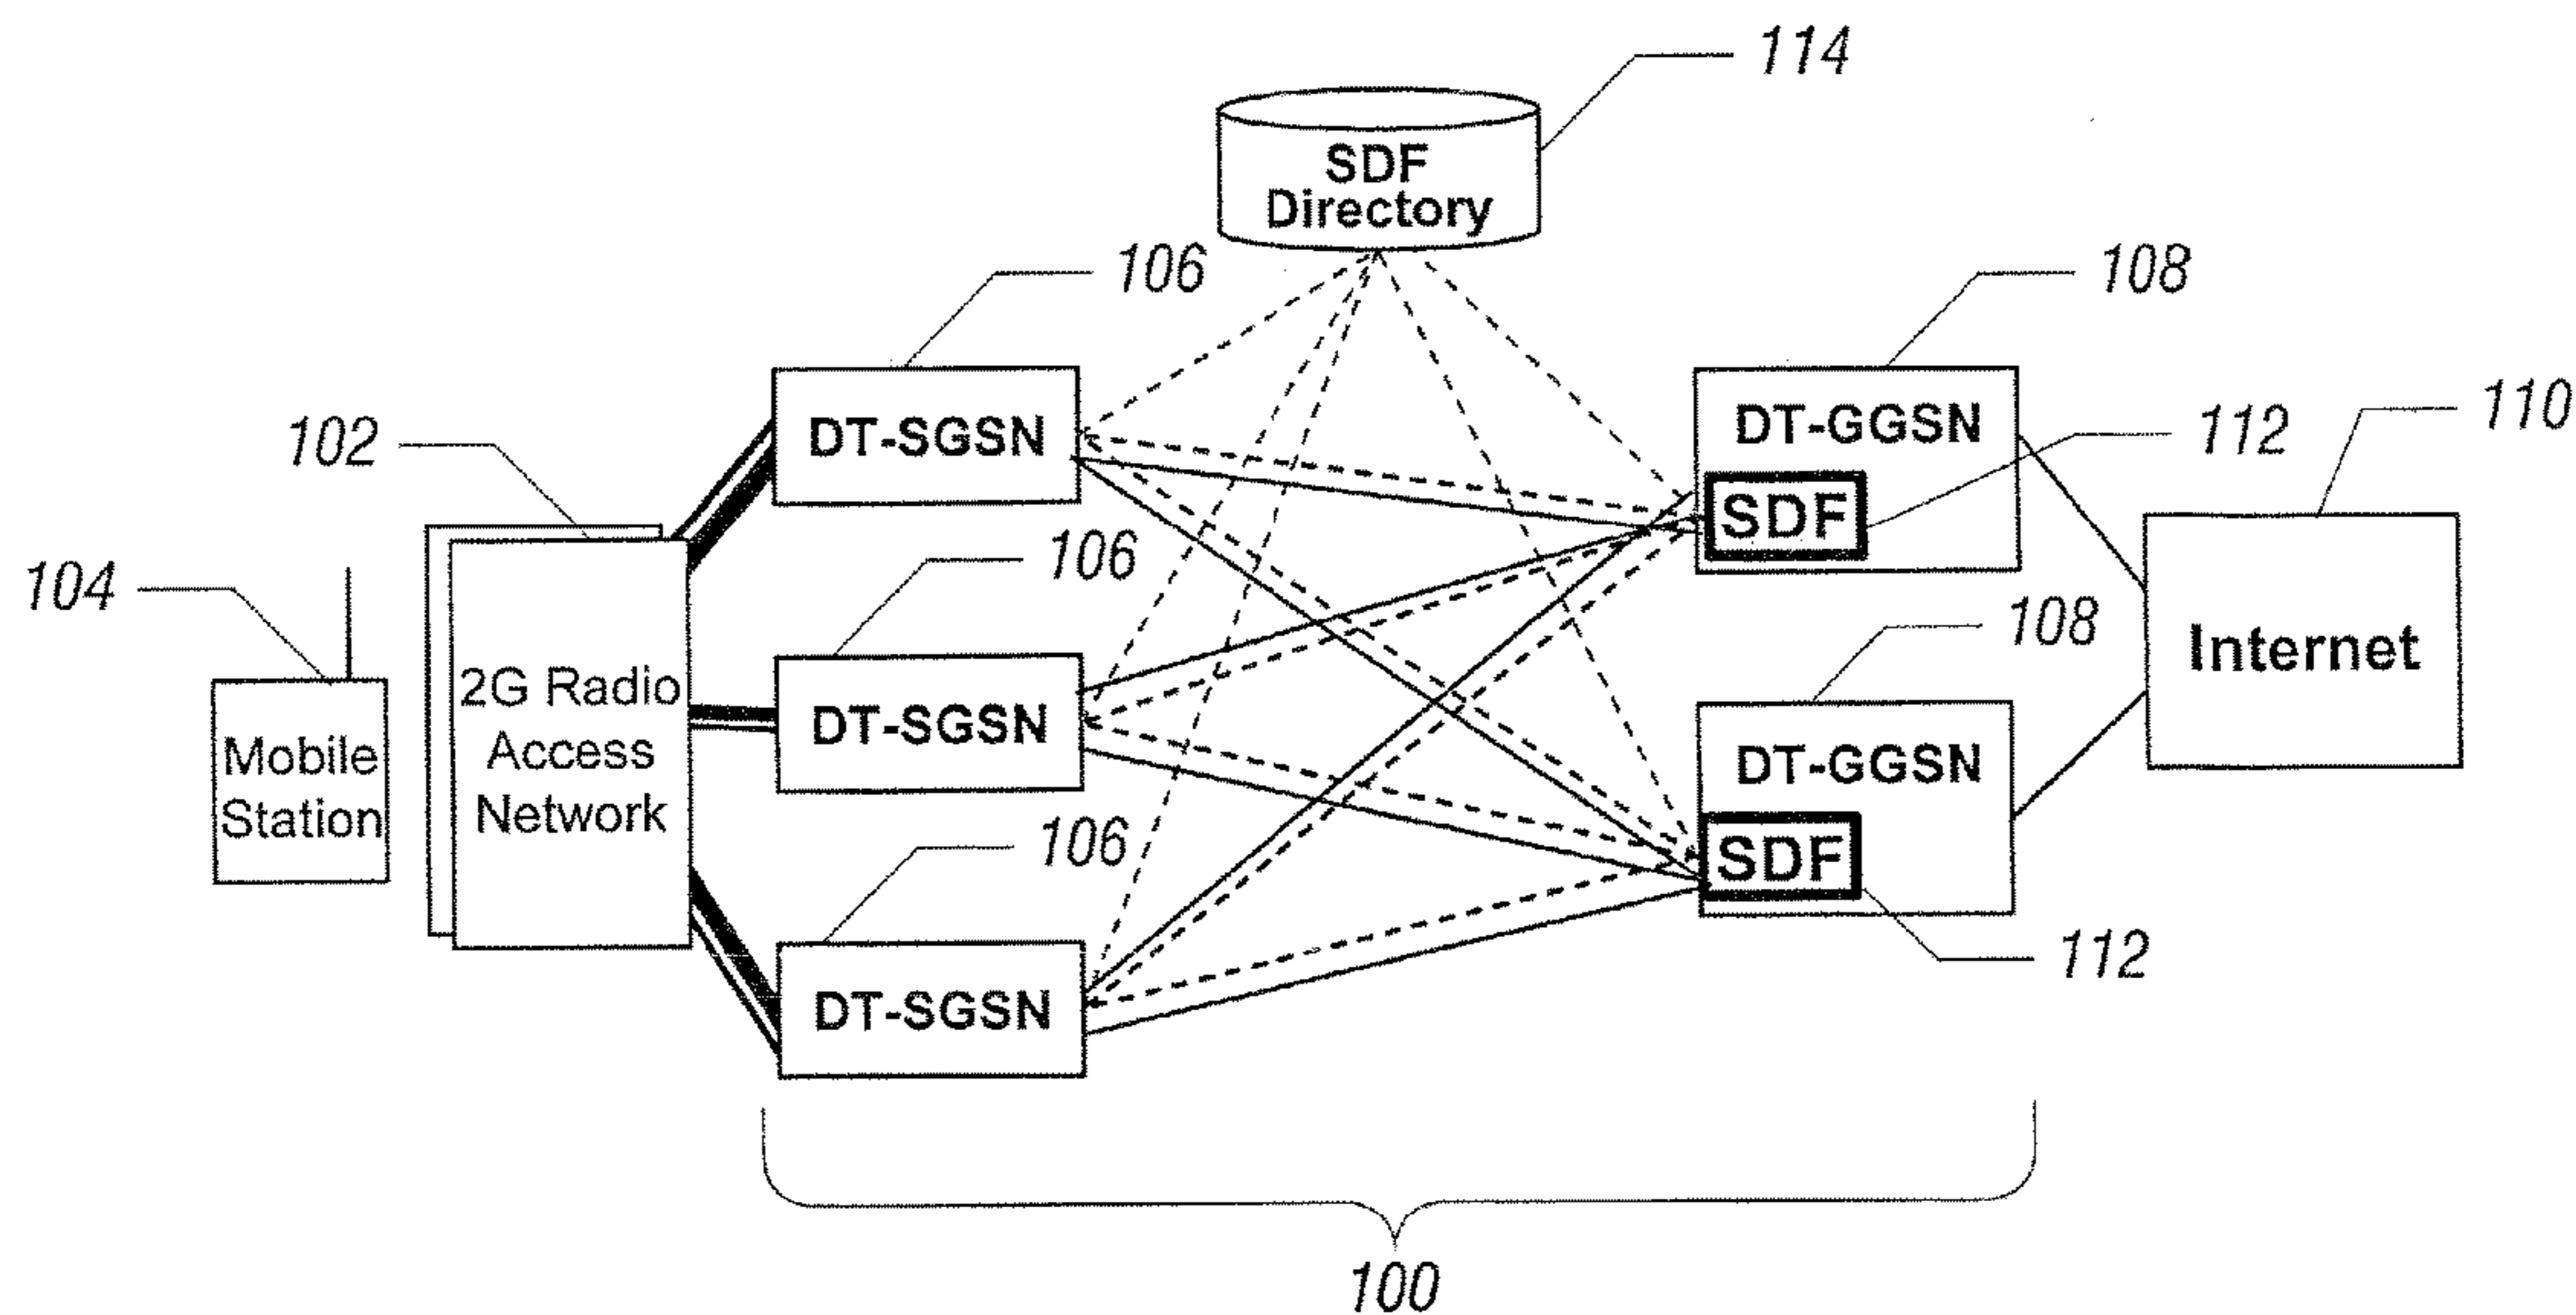 114
SDF
Directory
106
108
102
DT-SGSN
DT-GGSN
112
110
SDF
104
106
2G Radio
Access
Network
Mobile
Station
DT-SGSN
108
Internet
DT-GGSN
106
SDF
DT-SGSN
112
100